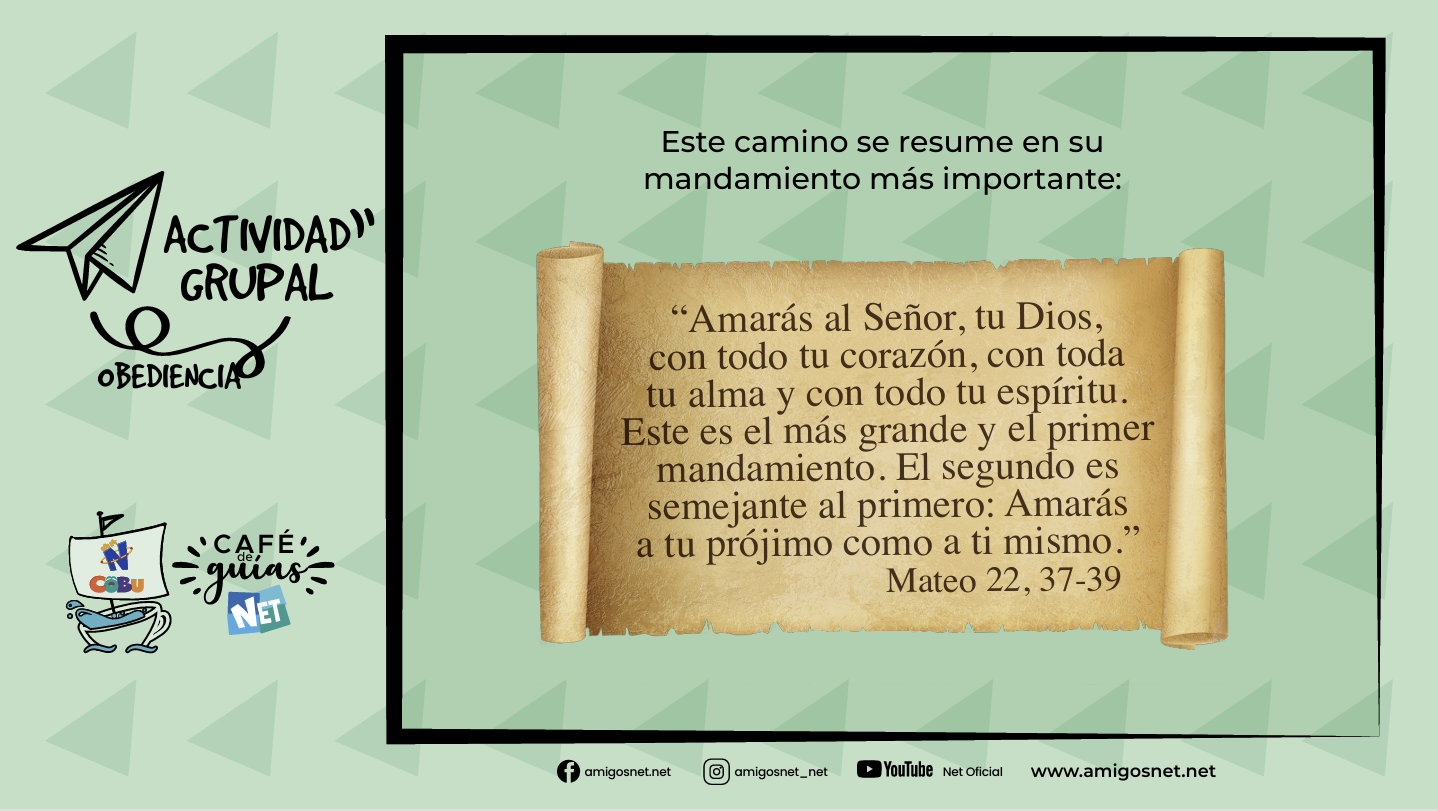 ACTIVIDAD
GRUPAL
OBEDIENCIA
N
COBU
CAFÉ
de
guías
NET
Este camino se resume en su
mandamiento más importante:
“Amarás al Señor, tu Dios,
con todo tu corazón, con toda
tu alma y con todo tu espíritu.
Este es el más grande y el primer
mandamiento. El segundo es
semejante al primero: Amarás
a tu prójimo como a ti mismo.”
Mateo 22, 37-39
amigosnet.net
amigosnet_net
YouTube Net Oficial
www.amigosnet.net